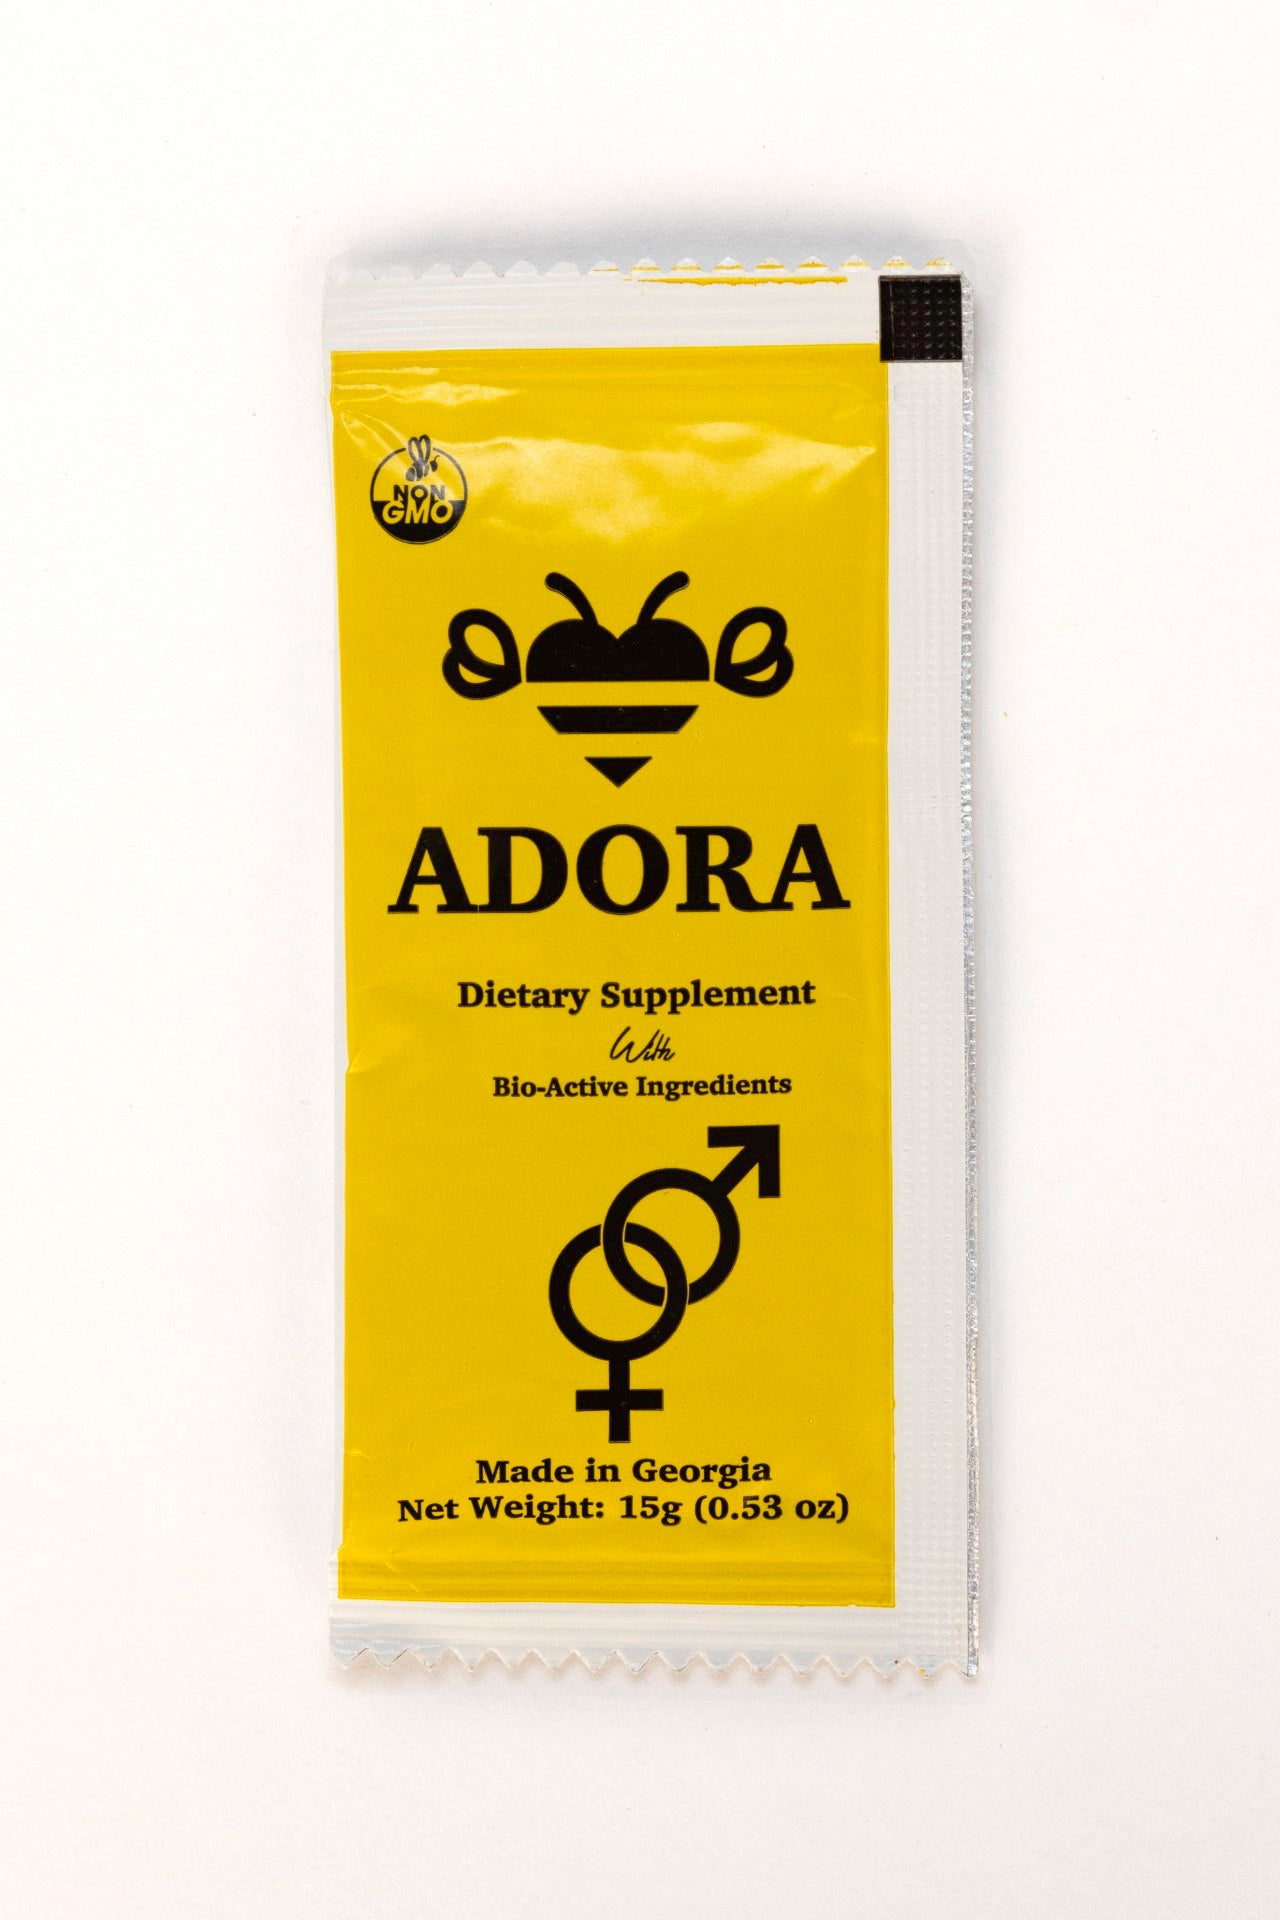 NON
GMO
ADORA
Dietary Supplement
With
Bio-Active Ingredients
Made in Georgia
Net Weight: 15g (0.53 oz)